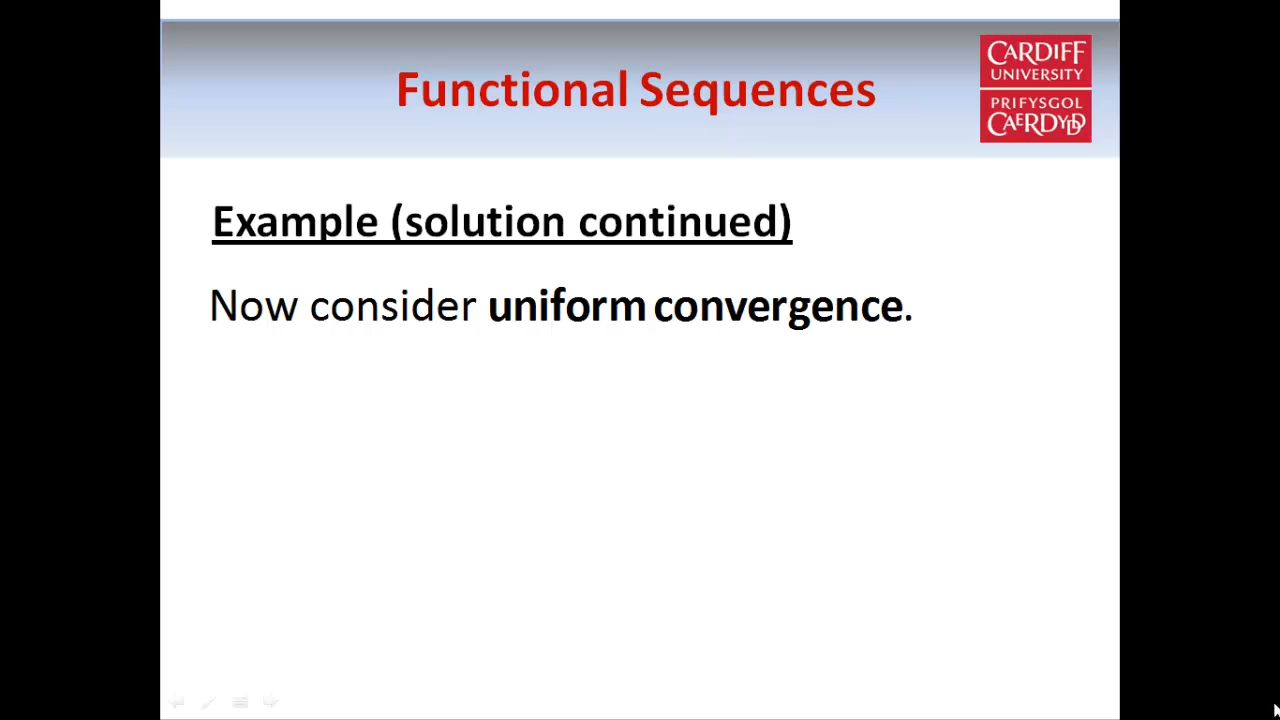 Functional Sequences
CARDIFF
UNIVERSITY
PRIFYSGOL
CAERDYDD
Example (solution continued)
Now consider uniform convergence.